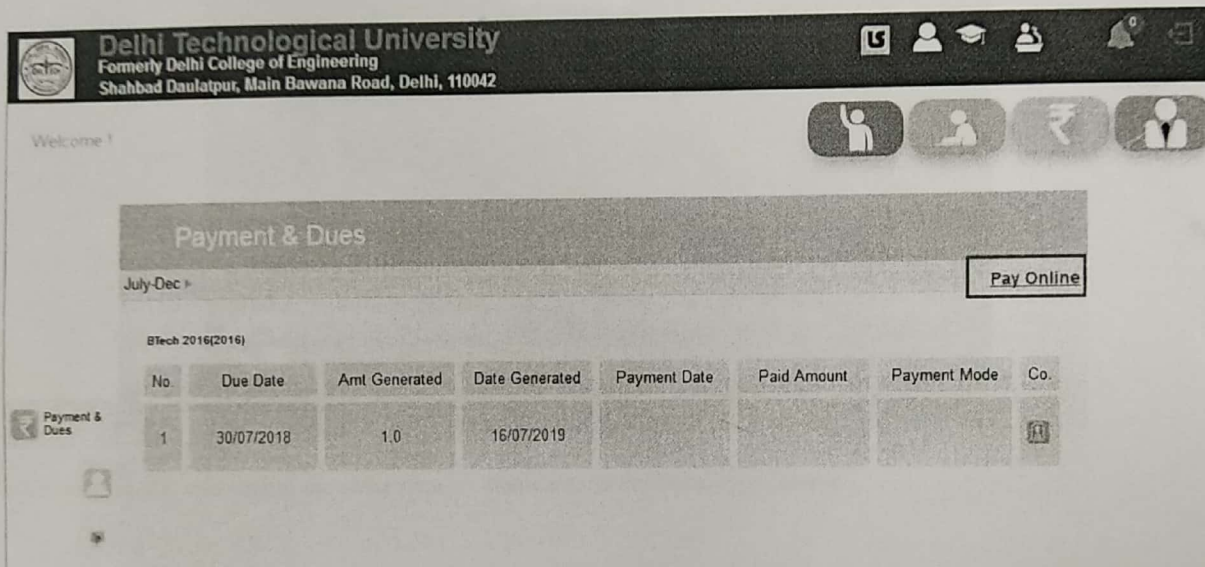 Delhi Technological University
Formerly Delhi College of Engineering
Shahbad Daulatpur, Main Bawana Road, Delhi, 110042
0
Welcome !
Payment & Dues
July-Dec
Pay Online
BTech 2016(2016)
No. Due Date Amt Generated Date Generated Payment Date Paid Amount Payment Mode Co.
1 30/07/2018 1.0 16/07/2019
Payment &
Dues